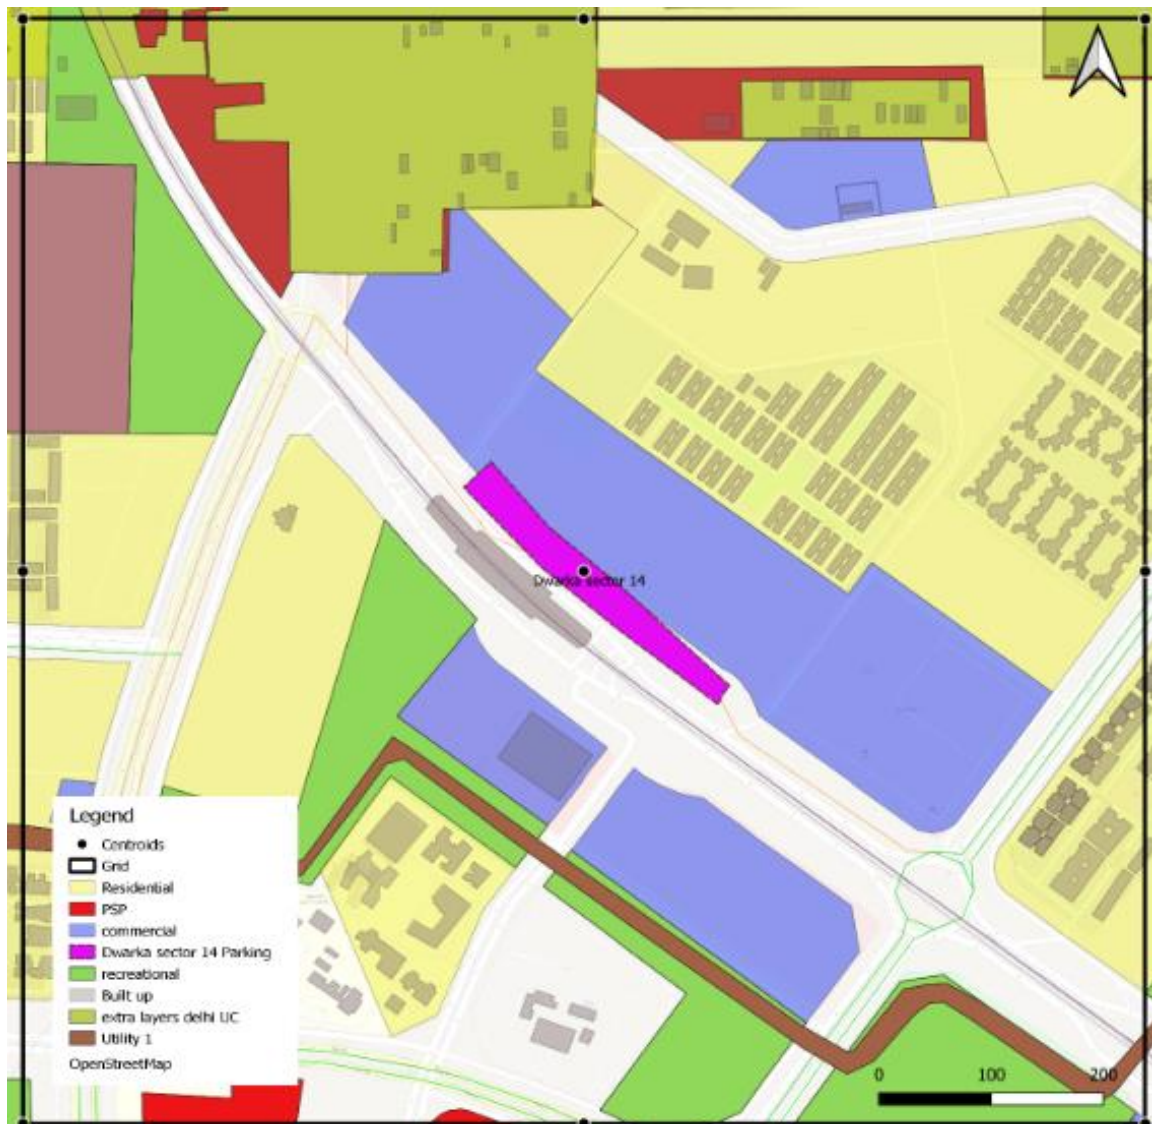 Dwarka sector 14
Legend
Centroids
Grid
Residential
PSP
commercial
Dwarka sector 14 Parking
recreational
Built up
extra layers delhi UC
Utility 1
OpenStreetMap
0 100 200